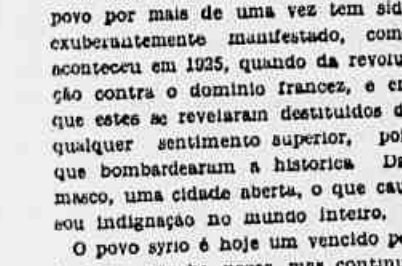 povo por mais de uma vez tem sid
exuberantemente manifestado, com
aconteceu em 1925, quando da revolu
ção contra o dominio francez, e e
que estes se revelaram destituidos d
qualquer sentimento superior, po
que bombardearam a historica Da
masco, uma cidade aberta, o que cau
sou indignação no mundo inteiro.
O povo syrio é hoje um vencido p
mas continu